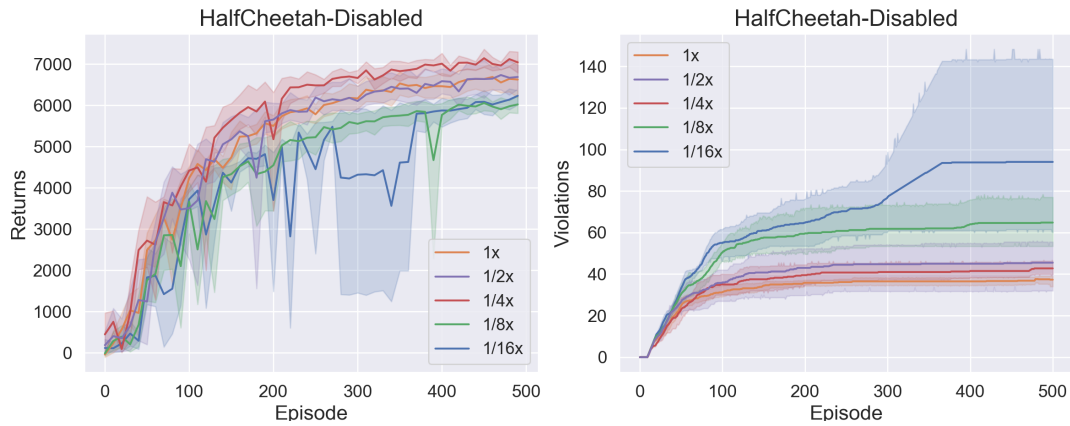 HalfCheetah-Disabled
Returns
7000
6000
5000
4000
3000
2000
1000
0
0
100
200
300
400
500
Episode
1x
1/2x
1/4x
1/8x
1/16x
HalfCheetah-Disabled
Violations
140
120
100
80
60
40
20
0
0
100
200
300
400
500
Episode
1x
1/2x
1/4x
1/8x
1/16x